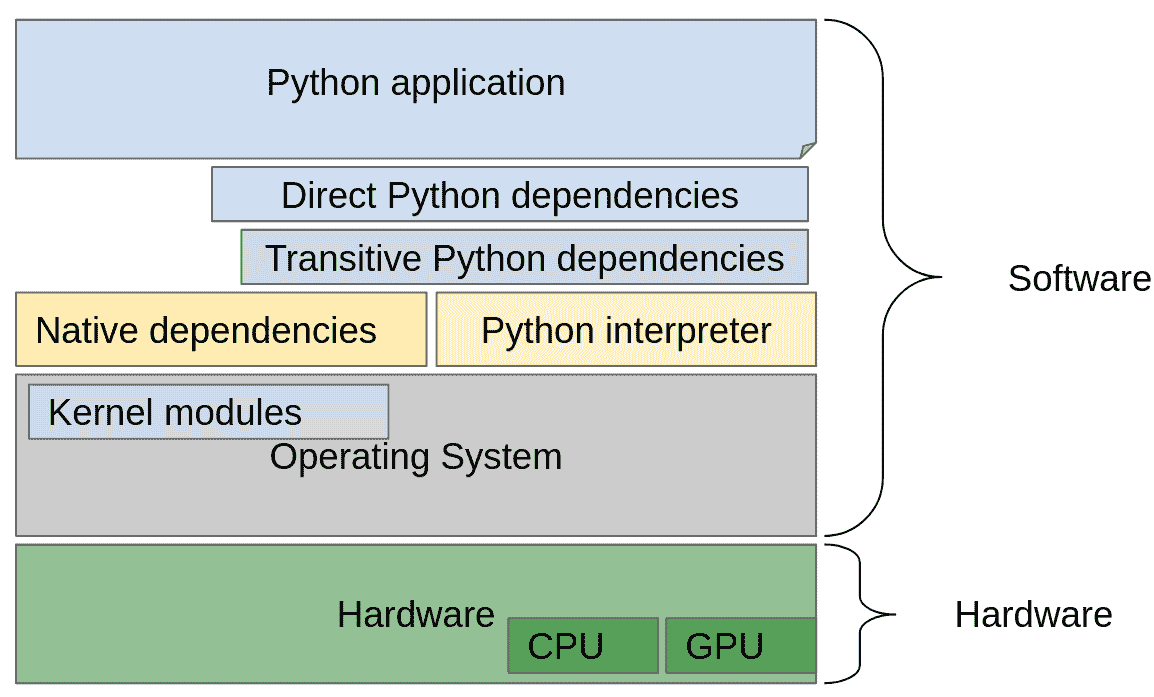 Python application
Direct Python dependencies
Transitive Python dependencies
Native dependencies
Python interpreter
Kernel modules
Operating System
Software
Hardware
CPU
GPU
Hardware